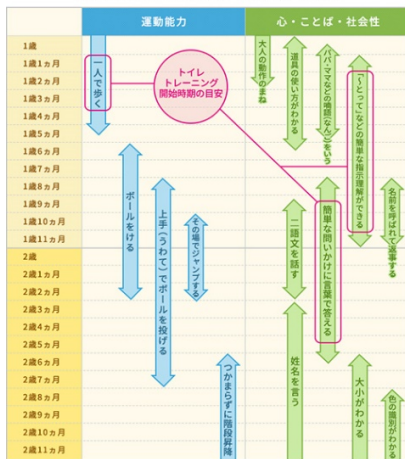 運動能力
心・ことば・社会性
1歳
1歳1ヵ月
1歳2ヵ月
1歳3ヵ月
1歳4ヵ月
1歳5ヵ月
1歳6ヵ月
1歳7ヵ月
1歳8ヵ月
1歳9ヵ月
1歳10ヵ月
1歳11ヵ月
2歳
2歳1ヵ月
2歳2ヵ月
2歳3ヵ月
2歳4ヵ月
2歳5ヵ月
2歳6ヵ月
2歳7ヵ月
2歳8ヵ月
2歳9ヵ月
2歳10ヵ月
2歳11ヵ月
一人で歩く
トイレ
トレーニング
開始時期の目安
ボールをける
上手(うわて)でボールを投げる
その場でジャンプする
つかまらずに階段昇降
大人の動作のまね
道具の使い方がわかる
パパ・ママなどの喃語(なんご)をいう
「〜とって」などの簡単な指示理解ができる
二語文を話す
簡単な問いかけに言葉で答える
名前を呼ばれて返事する
姓名を言う
大小がわかる
色の識別がわかる